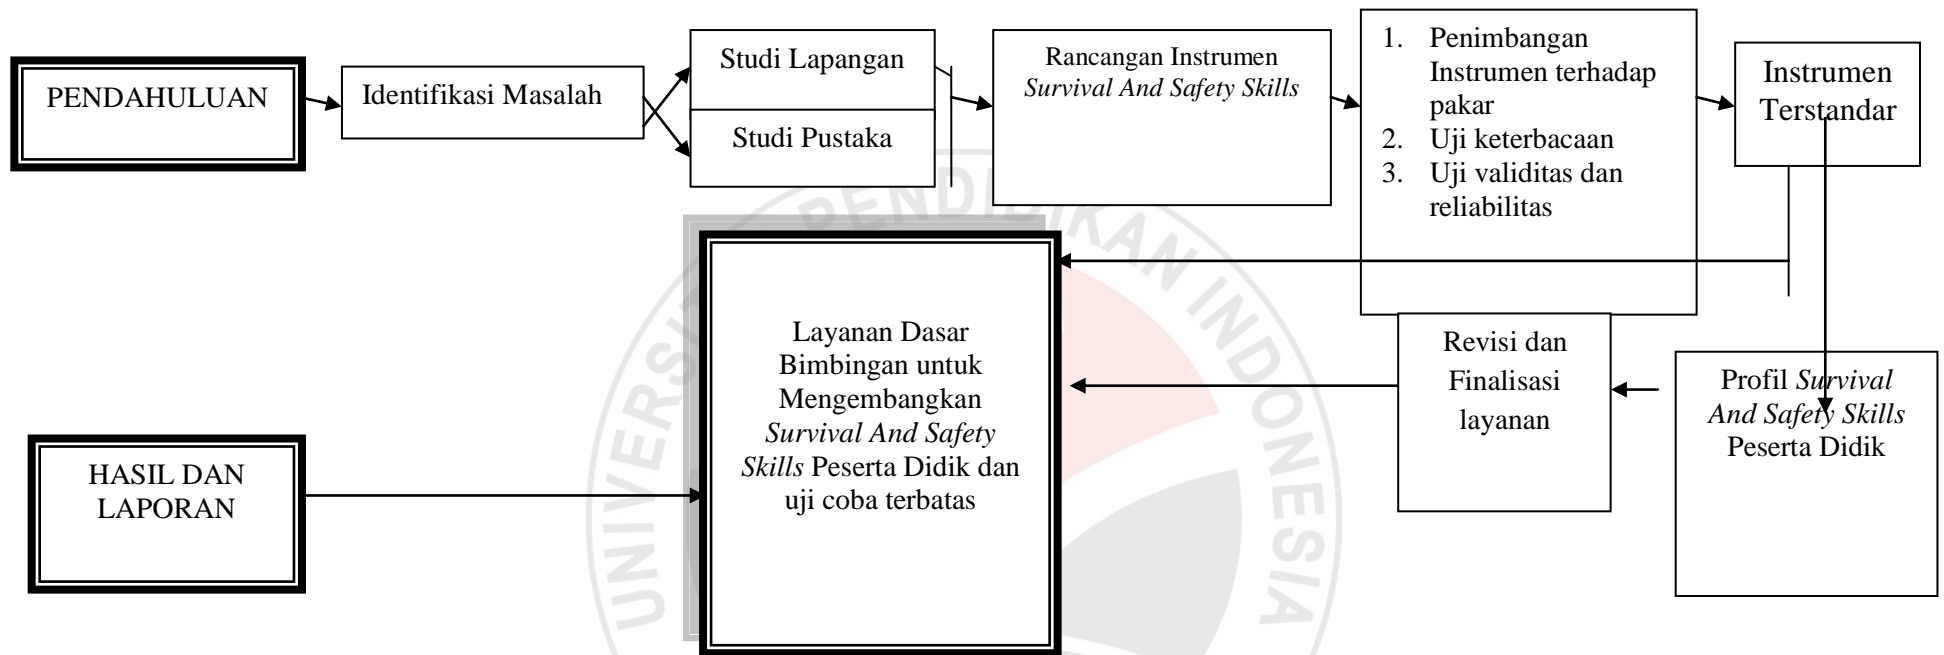 PENDAHULUAN
Identifikasi Masalah
Studi Lapangan
Studi Pustaka
Rancangan Instrumen
Survival And Safety Skills
1. Penimbangan
Instrumen terhadap
pakar
2. Uji keterbacaan
3. Uji validitas dan
reliabilitas
Instrumen
Terstandar
Layanan Dasar
Bimbingan untuk
Mengembangkan
Survival And Safety
Skills Peserta Didik dan
uji coba terbatas
Revisi dan
Finalisasi
layanan
Profil Survival
And Safety Skills
Peserta Didik
HASIL DAN
LAPORAN
PENDIDIKAN INDONESIA